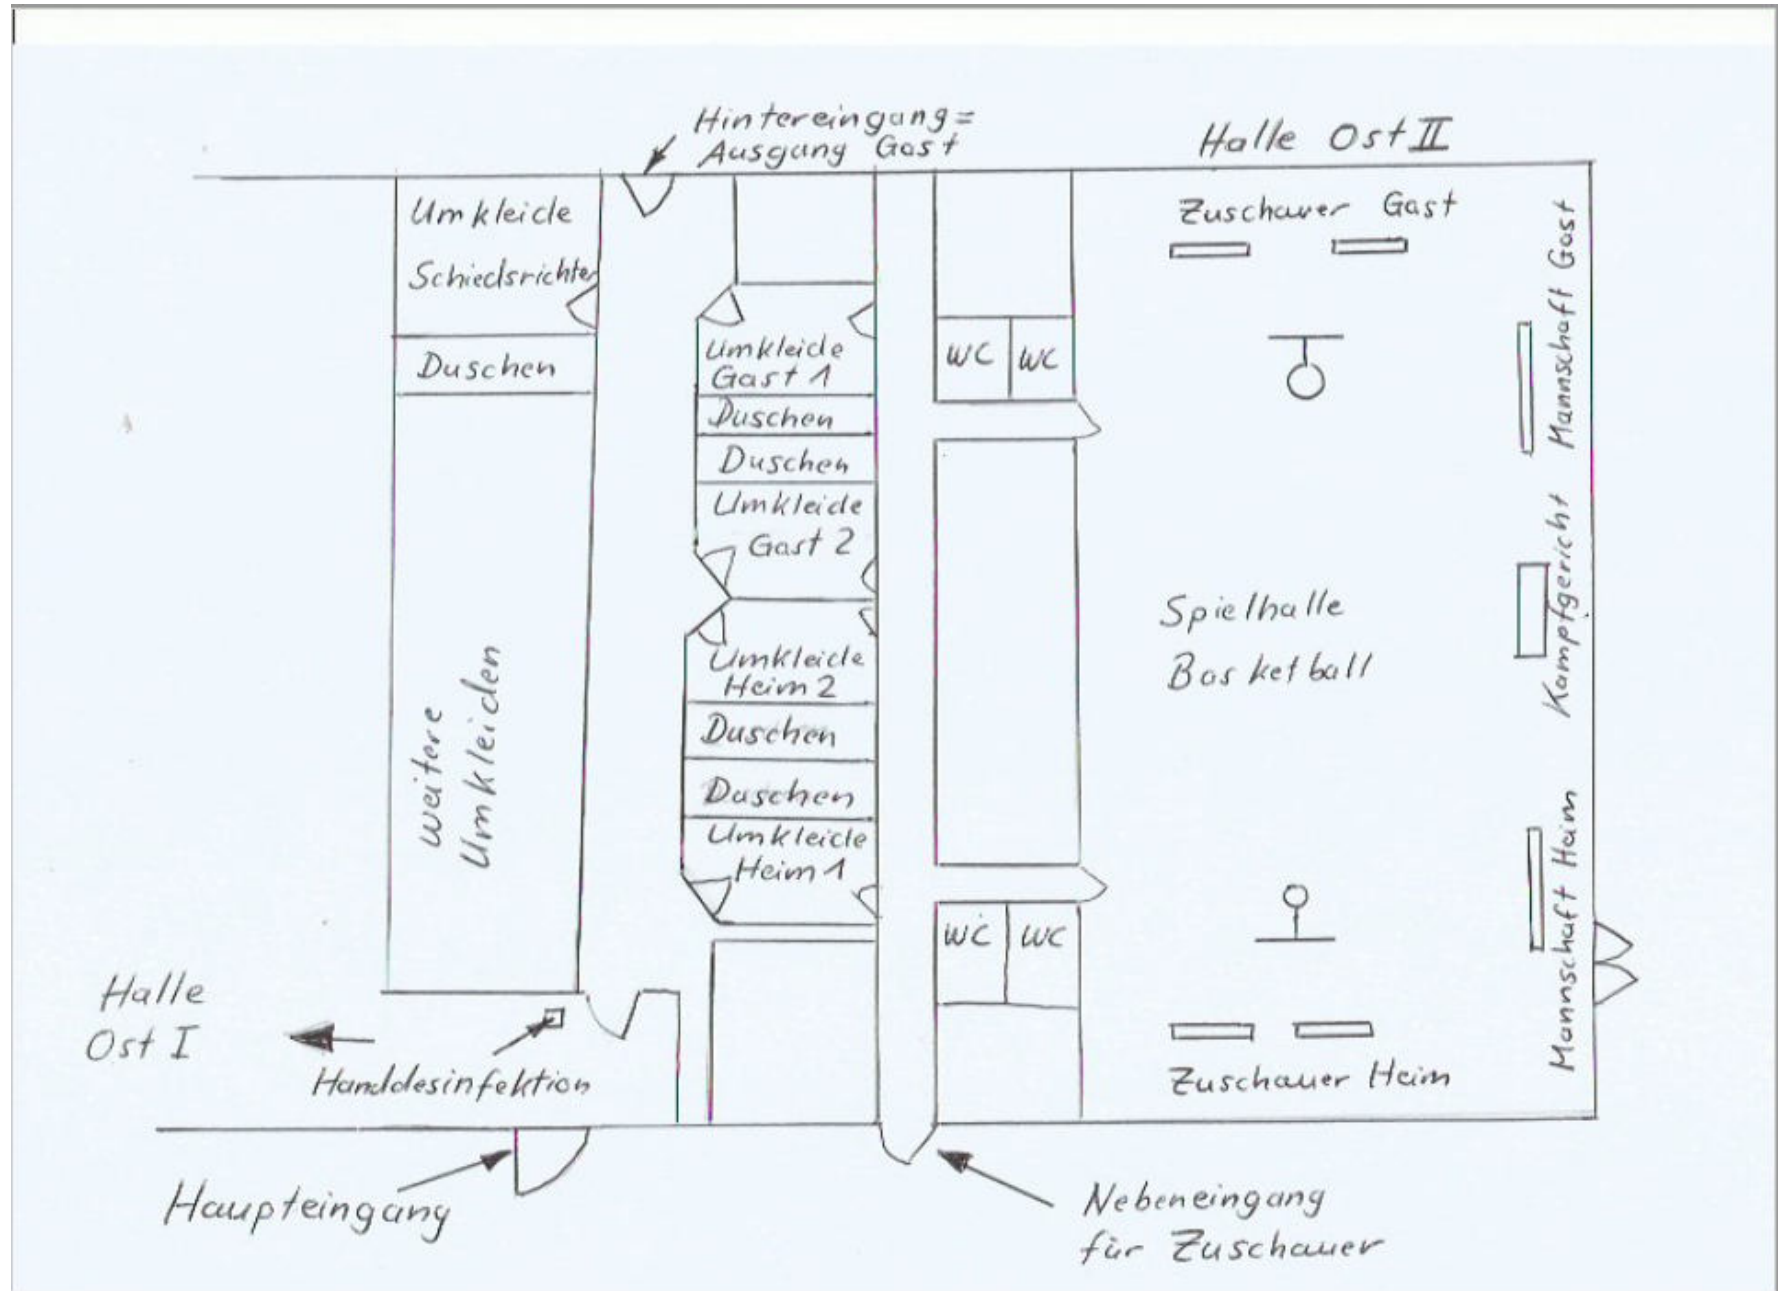 Hintereingang =
Ausgang Gast
Halle Ost II
Umkleide
Schiedsrichter
Duschen
weitere
Umkleiden
Umkleide
Gast 1
Duschen
Duschen
Umkleide
Gast 2
Umkleide
Heim 2
Duschen
Duschen
Umkleide
Heim 1
WC WC
WC WC
Zuschauer Gast
Mannschaft Gast
Kampfgericht
Mannschaft Heim
Spielhalle
Basketball
Zuschauer Heim
Halle
Ost I
Handdesinfektion
Haupteingang
Nebeneingang
für Zuschauer